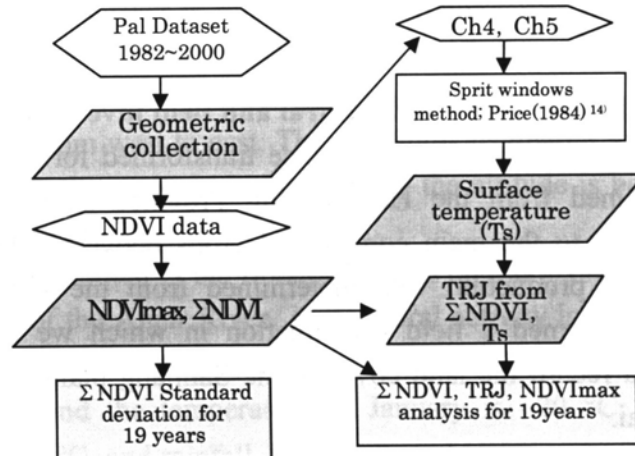 Pal Dataset
1982~2000
Geometric
collection
NDVI data
NDVImax, ΣNDVI
ΣNDVI Standard
deviation for
19 years
Ch4, Ch5
Sprit windows
method; Price(1984) 14)
Surface
temperature
(Ts)
TRJ from
ΣNDVI,
Ts
ΣNDVI, TRJ, NDVImax
analysis for 19years